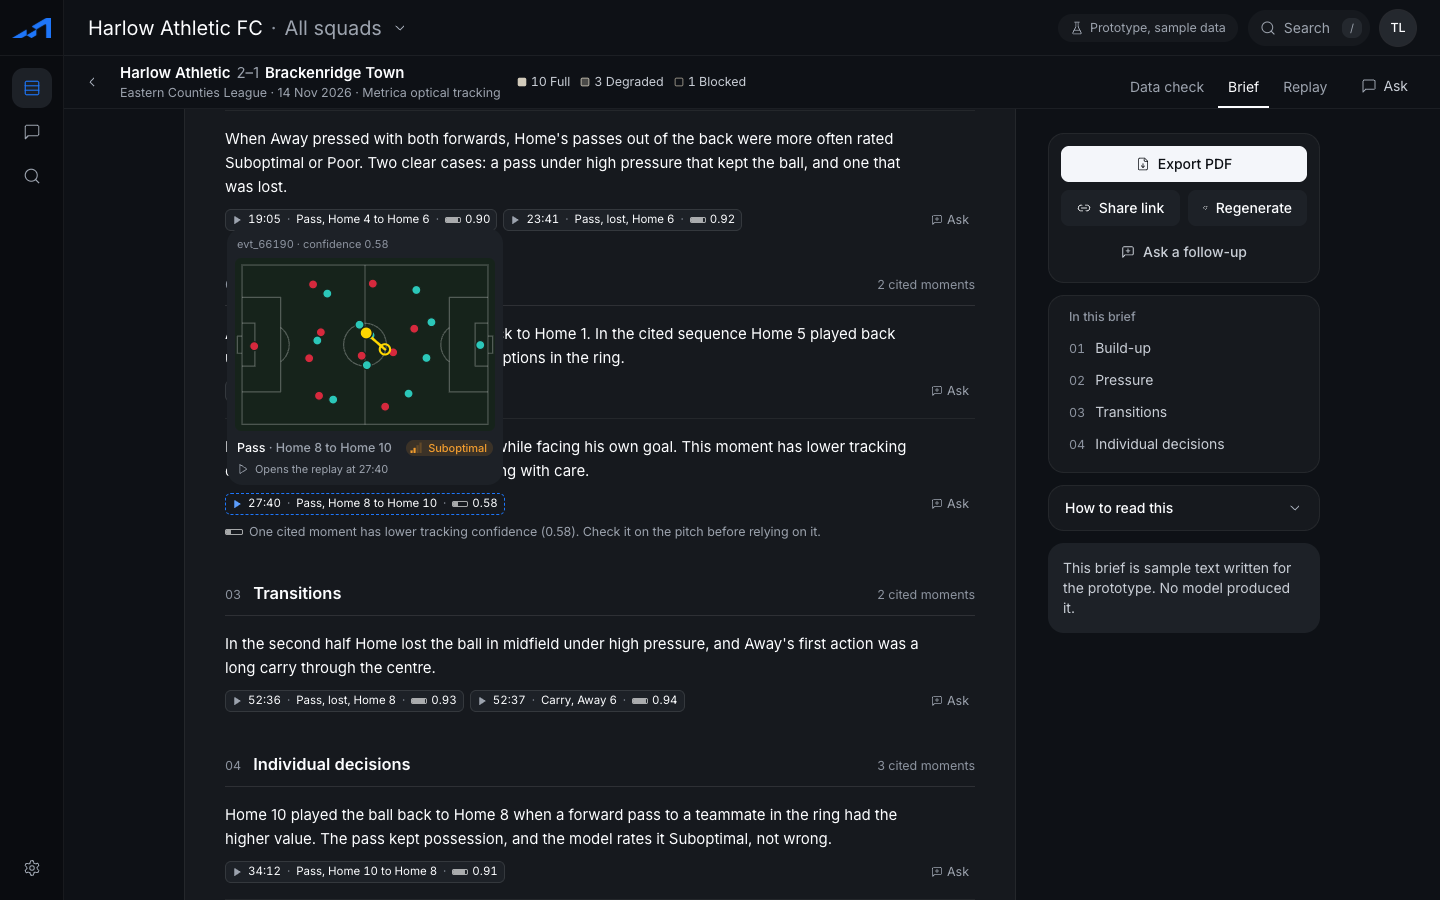 Harlow Athletic FC · All squads
Prototype, sample data
Search /
TL
Harlow Athletic 2–1 Brackenridge Town
Eastern Counties League · 14 Nov 2026 · Metrica optical tracking
10 Full
3 Degraded
1 Blocked
Data check
Brief
Replay
Ask
When Away pressed with both forwards, Home's passes out of the back were more often rated
Suboptimal or Poor. Two clear cases: a pass under high pressure that kept the ball, and one that
was lost.
19:05 · Pass, Home 4 to Home 6 · 0.90
23:41 · Pass, lost, Home 6 · 0.92
Ask
evt_66190 · confidence 0.58
2 cited moments
k to Home 1. In the cited sequence Home 5 played back
ptions in the ring.
Ask
Pass · Home 8 to Home 10
Suboptimal
Opens the replay at 27:40
while facing his own goal. This moment has lower tracking
ng with care.
27:40 · Pass, Home 8 to Home 10 · 0.58
Ask
One cited moment has lower tracking confidence (0.58). Check it on the pitch before relying on it.
03 Transitions
2 cited moments
In the second half Home lost the ball in midfield under high pressure, and Away's first action was a
long carry through the centre.
52:36 · Pass, lost, Home 8 · 0.93
52:37 · Carry, Away 6 · 0.94
Ask
04 Individual decisions
3 cited moments
Home 10 played the ball back to Home 8 when a forward pass to a teammate in the ring had the
higher value. The pass kept possession, and the model rates it Suboptimal, not wrong.
34:12 · Pass, Home 10 to Home 8 · 0.91
Ask
Export PDF
Share link
Regenerate
Ask a follow-up
In this brief
01 Build-up
02 Pressure
03 Transitions
04 Individual decisions
How to read this
This brief is sample text written for
the prototype. No model produced
it.